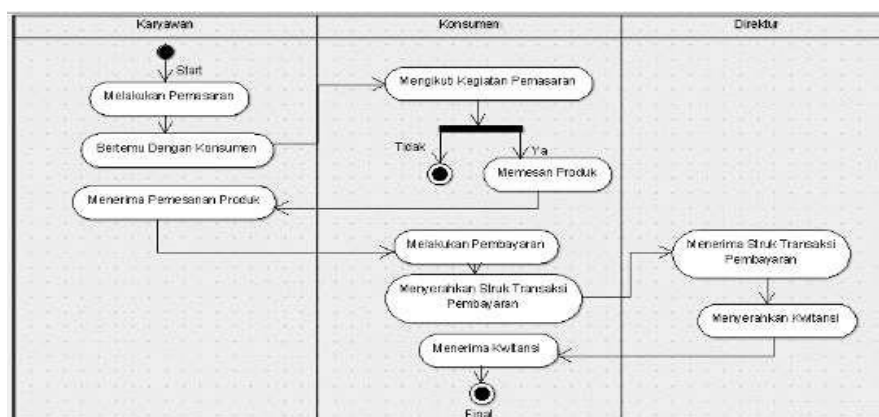 Karyawan
Konsumen
Direktur
Start
Melakukan Pemasaran
Bertemu Dengan Konsumen
Mengikuti Kegiatan Pemasaran
Tidak
Ya
Memesan Produk
Menerima Pemesanan Produk
Melakukan Pembayaran
Menyerahkan Struk Transaksi
Pembayaran
Menerima Struk Transaksi
Pembayaran
Menyerahkan Kwitansi
Menerima Kwitansi
Final